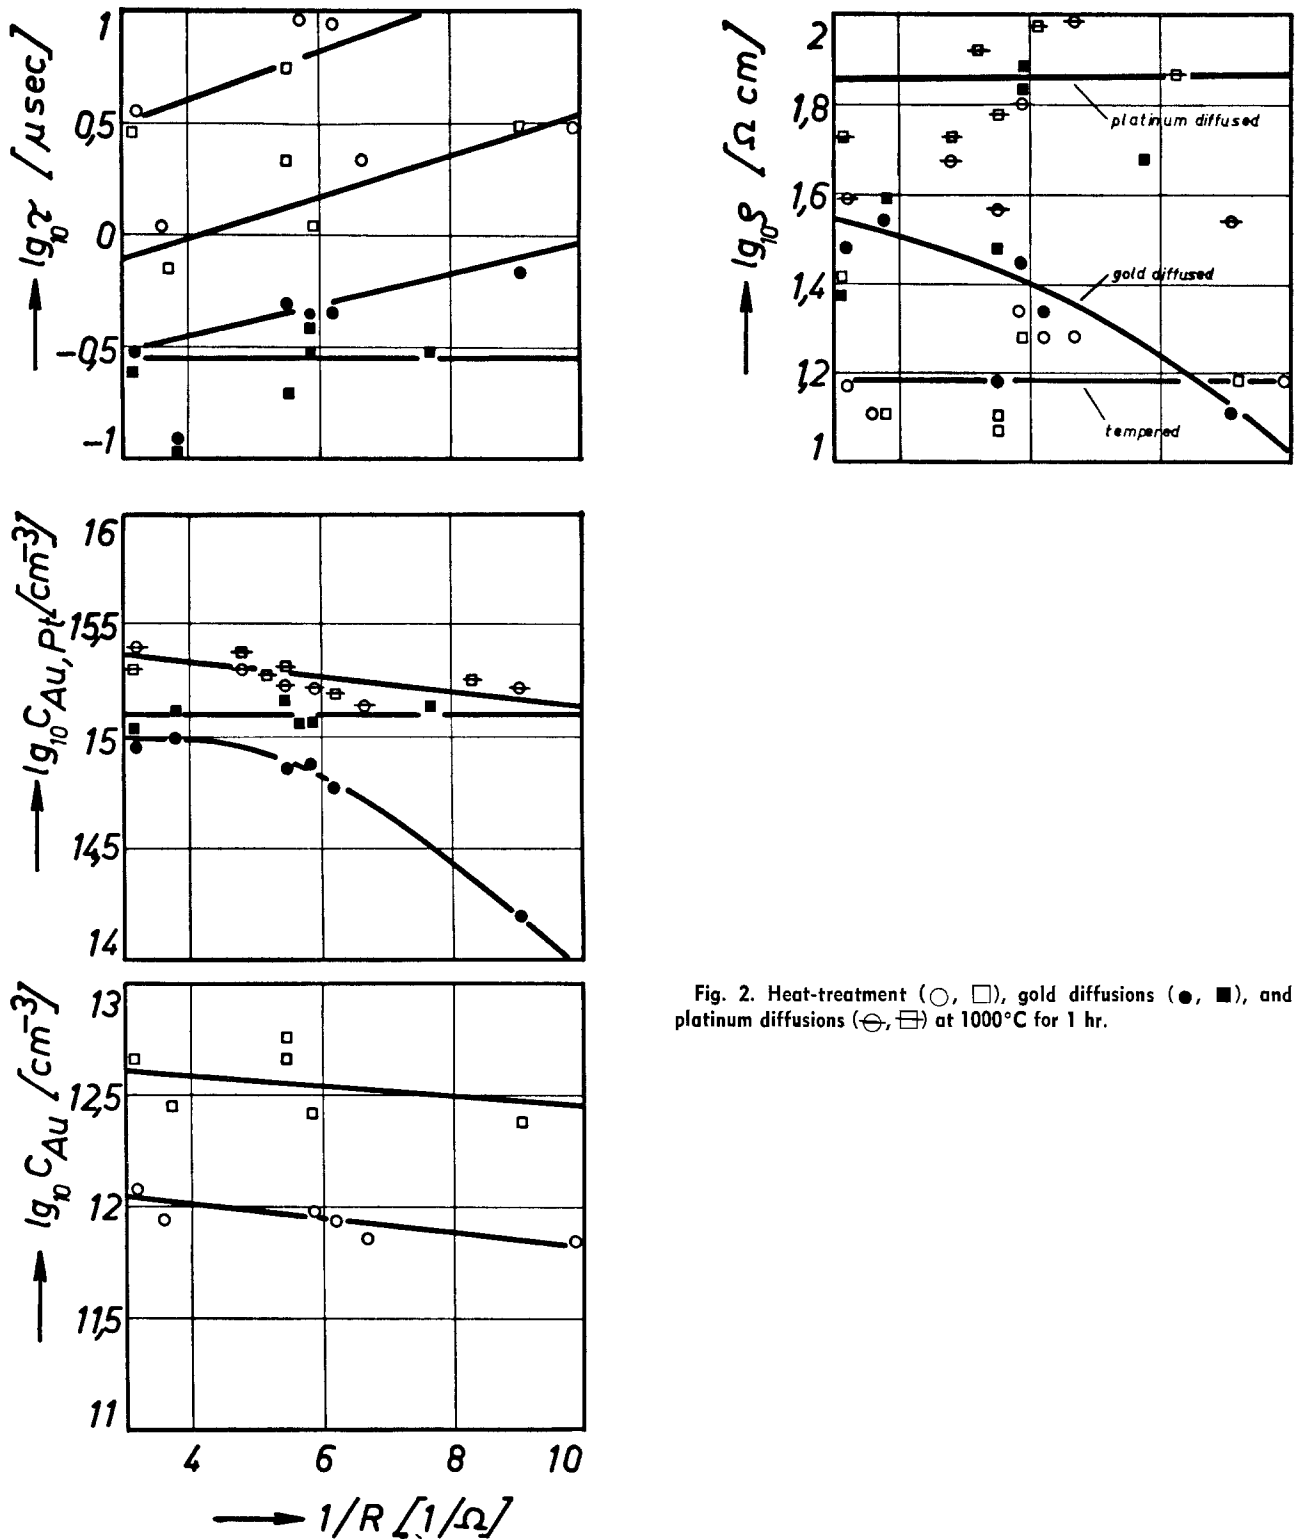 lg₁₀ τ [μsec]
1
0,5
0
-0,5
-1
lg₁₀ ρ [Ω cm]
2
1,8
1,6
1,4
1,2
1
platinum diffused
gold diffused
tempered
lg₁₀ C Au, Pt [cm⁻³]
16
15,5
15
14,5
14
lg₁₀ C Au [cm⁻³]
13
12,5
12
11,5
11
4 6 8 10
1/R [1/Ω]
Fig. 2. Heat-treatment (○, □), gold diffusions (●, ■), and
platinum diffusions (⊖, ⊟) at 1000°C for 1 hr.